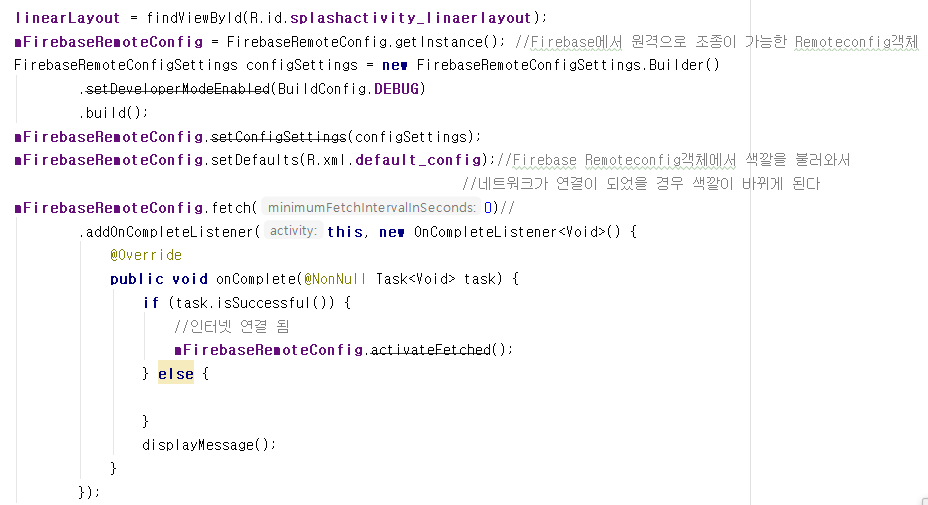 linearLayout = findViewById(R.id.splashactivity_linaerlayout);
mFirebaseRemoteConfig = FirebaseRemoteConfig.getInstance(); //Firebase에서 원격으로 조종이 가능한 Remoteconfig객체
FirebaseRemoteConfigSettings configSettings = new FirebaseRemoteConfigSettings.Builder()
.setDeveloperModeEnabled(BuildConfig.DEBUG)
.build();
mFirebaseRemoteConfig.setConfigSettings(configSettings);
mFirebaseRemoteConfig.setDefaults(R.xml.default_config);//Firebase Remoteconfig객체에서 색깔을 불러와서
//네트워크가 연결이 되었을 경우 색깔이 바뀌게 된다
mFirebaseRemoteConfig.fetch( minimumFetchIntervalInSeconds: 0)//
.addOnCompleteListener( activity: this, new OnCompleteListener<Void>() {
@Override
public void onComplete(@NonNull Task<Void> task) {
if (task.isSuccessful()) {
//인터넷 연결 됨
mFirebaseRemoteConfig.activateFetched();
} else {
}
displayMessage();
}
});